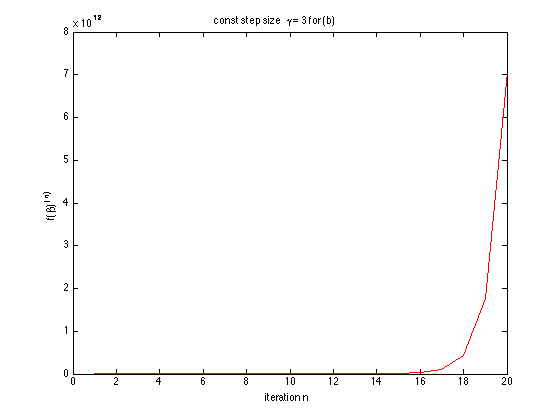 const step size γ = 3 for (b)
x 10^12
8
7
6
5
4
3
2
1
0
f(β)^(n)
0 2 4 6 8 10 12 14 16 18 20
iteration n